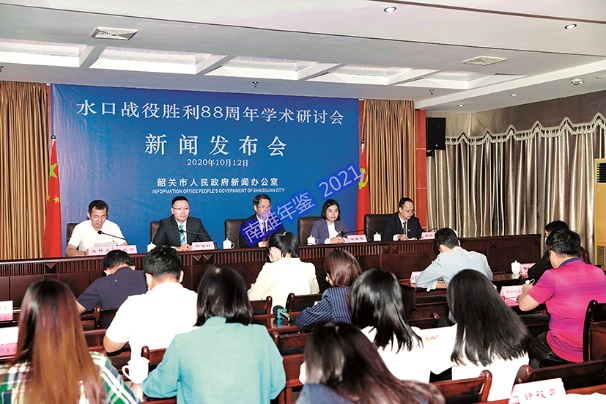 水口战役胜利88周年学术研讨会
新闻发布会
2020年10月12日
韶关市人民政府新闻办公室
INFOPMATION OFFICE PEOPLE'S GOVERNMENT OF SHAOGUAN CITY
南雄年鉴 2021